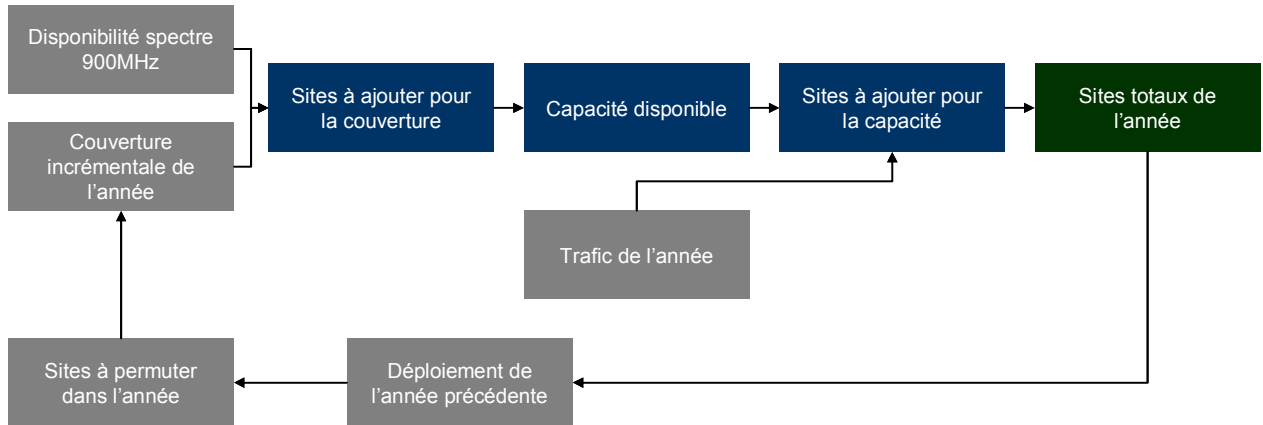 Disponibilité spectre
900MHz
Couverture
incrémentale de
l’année
Sites à ajouter pour
la couverture
Capacité disponible
Sites à ajouter pour
la capacité
Sites totaux de
l’année
Trafic de l’année
Sites à permuter
dans l’année
Déploiement de
l’année précédente